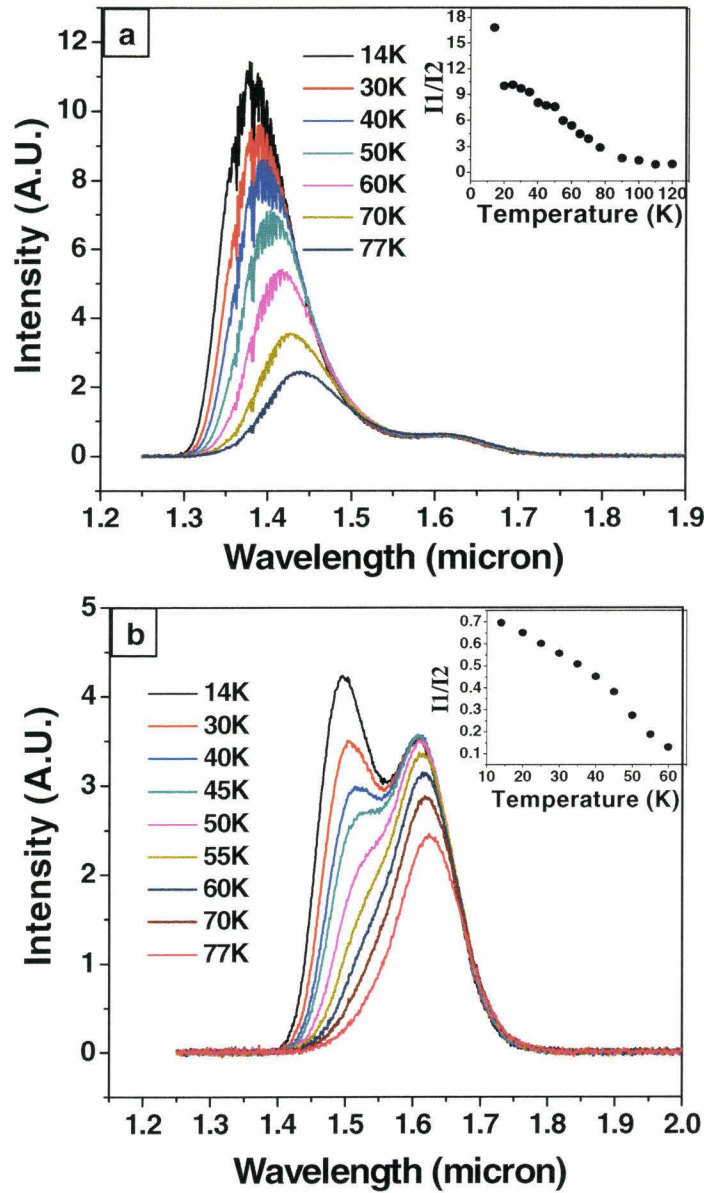 a
12
10
8
6
4
2
0
Intensity (A.U.)
14K
30K
40K
50K
60K
70K
77K
18
15
12
9
6
3
0
I1/I2
0 20 40 60 80 100 120
Temperature (K)
1.2 1.3 1.4 1.5 1.6 1.7 1.8 1.9
Wavelength (micron)
b
5
4
3
2
1
0
Intensity (A.U.)
14K
30K
40K
45K
50K
55K
60K
70K
77K
0.7
0.6
0.5
0.4
0.3
0.2
0.1
I1/I2
10 20 30 40 50 60
Temperature (K)
1.2 1.3 1.4 1.5 1.6 1.7 1.8 1.9 2.0
Wavelength (micron)